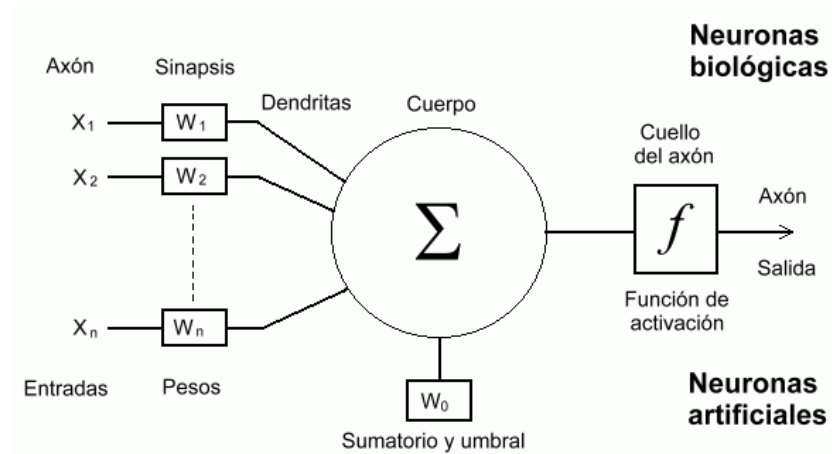 Neuronas
biológicas
Axón
Sinapsis
Dendritas
Cuerpo
Cuello
del axón
X1
W1
X2
W2
Σ
f
Axón
Salida
Xn
Wn
Función de
activación
Entradas
Pesos
W0
Sumatorio y umbral
Neuronas
artificiales